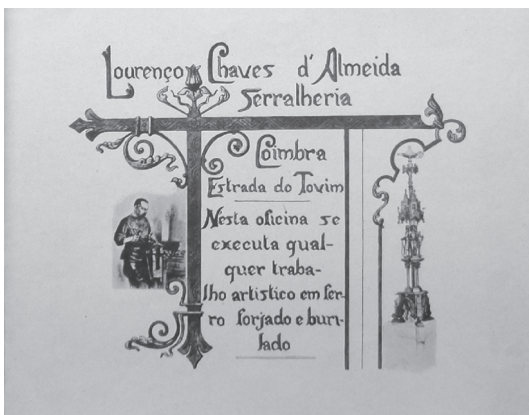 Lourenço Chaves d'Almeida
Serralheria
Coimbra
Estrada do Tovim
Nesta oficina se
executa qual-
quer traba-
lho artistico em fer-
ro forjado e buri-
lado